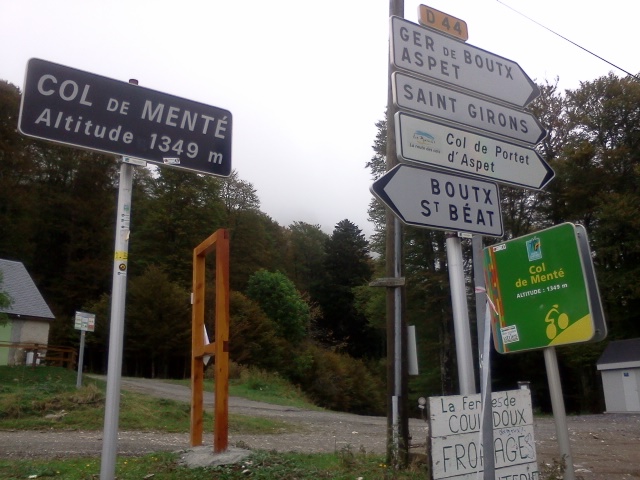 COL DE MENTÉ
Altitude 1349 m
D 44
GER DE BOUTX
ASPET
SAINT GIRONS
Col de Portet
d'Aspet
BOUTX
ST BÉAT
Col
de Menté
ALTITUDE : 1349 m
La Ferme de
FROMAGES